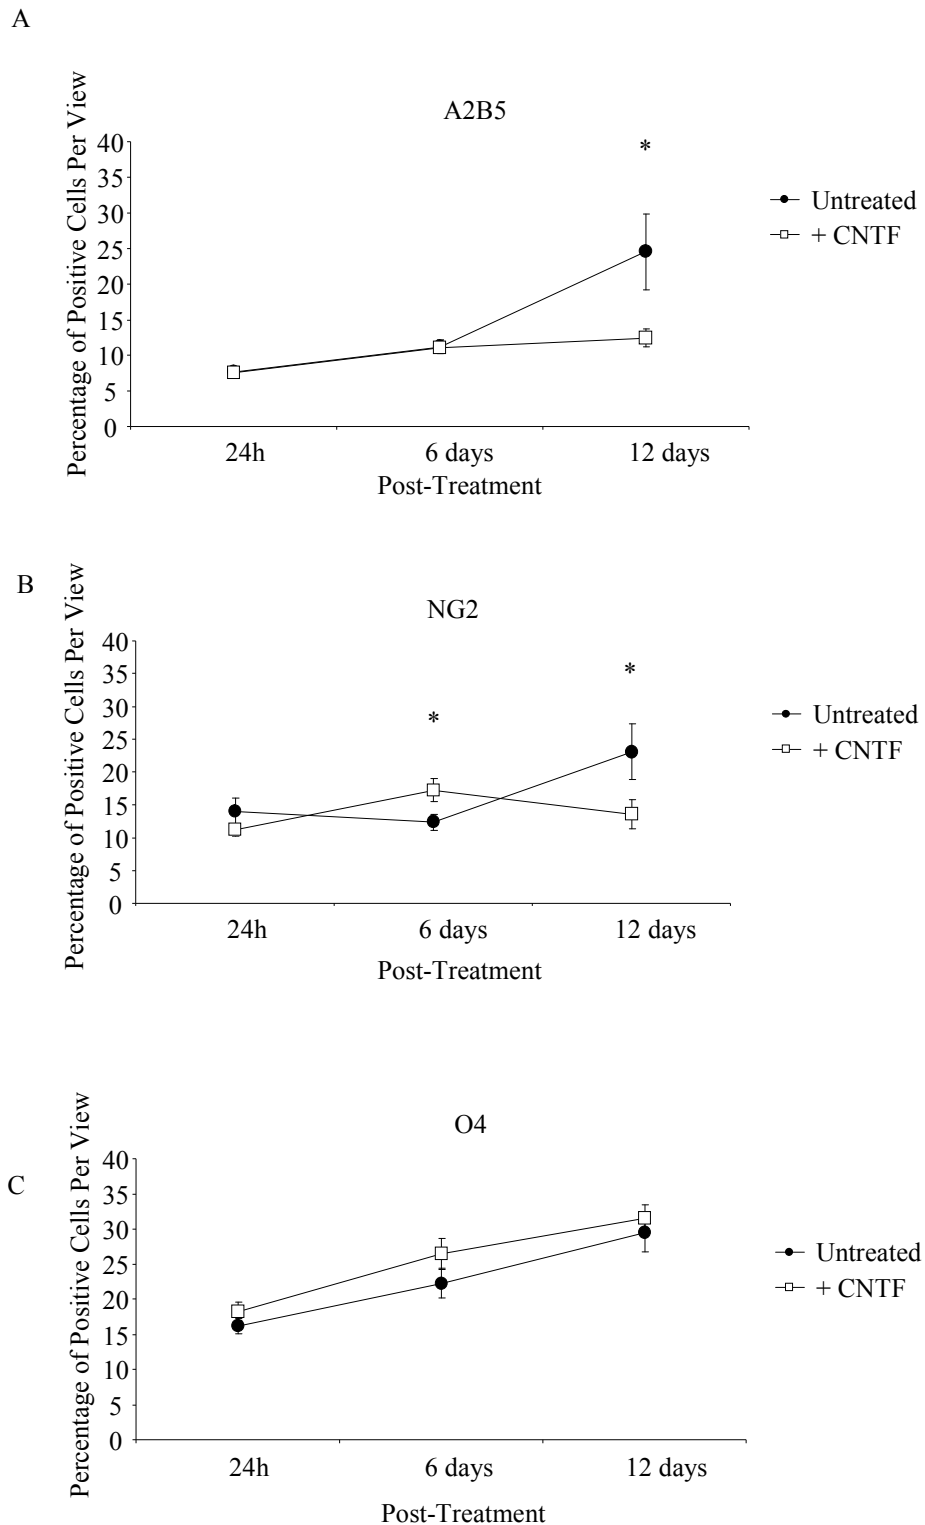 A
A2B5
Percentage of Positive Cells Per View
40
35
30
25
20
15
10
5
0
*
Untreated
+ CNTF
24h 6 days 12 days
Post-Treatment
B
NG2
Percentage of Positive Cells Per View
40
35
30
25
20
15
10
5
0
*
*
Untreated
+ CNTF
24h 6 days 12 days
Post-Treatment
C
O4
Percentage of Positive Cells Per View
40
35
30
25
20
15
10
5
0
Untreated
+ CNTF
24h 6 days 12 days
Post-Treatment